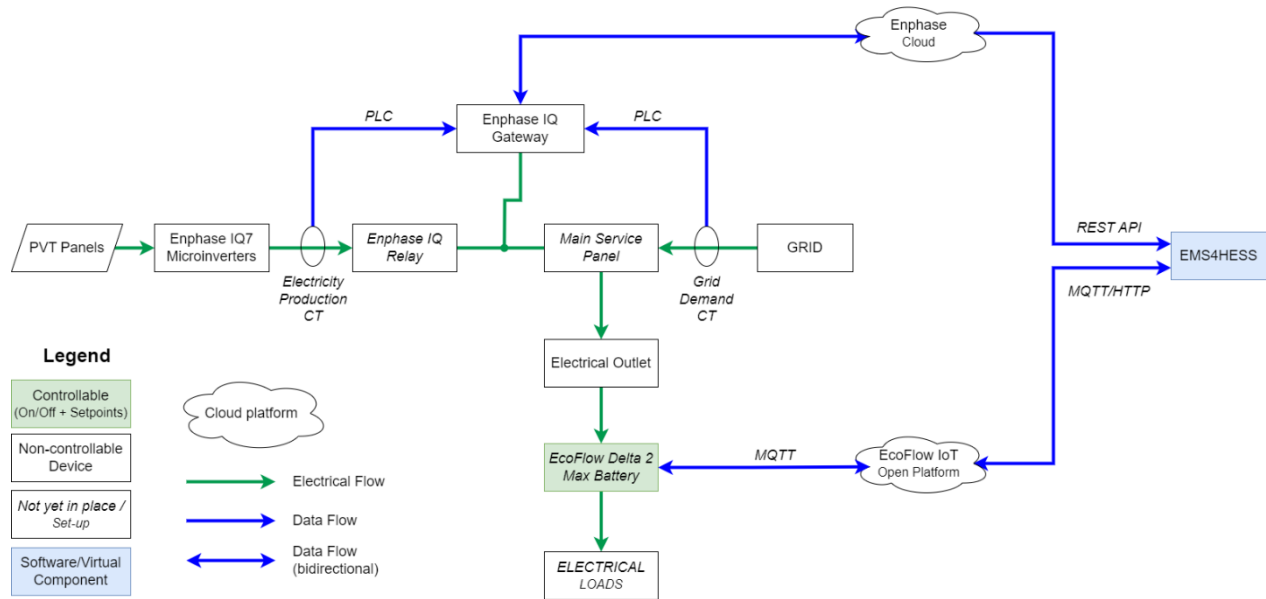 Enphase
Cloud
PLC
Enphase IQ
Gateway
PLC
PVT Panels
Enphase IQ7
Microinverters
Enphase IQ
Relay
Main Service
Panel
GRID
REST API
EMS4HESS
MQTT/HTTP
Electricity
Production
CT
Grid
Demand
CT
Electrical Outlet
EcoFlow Delta 2
Max Battery
MQTT
EcoFlow IoT
Open Platform
ELECTRICAL
LOADS
Legend
Controllable
(On/Off + Setpoints)
Non-controllable
Device
Not yet in place /
Set-up
Software/Virtual
Component
Cloud platform
Electrical Flow
Data Flow
Data Flow
(bidirectional)